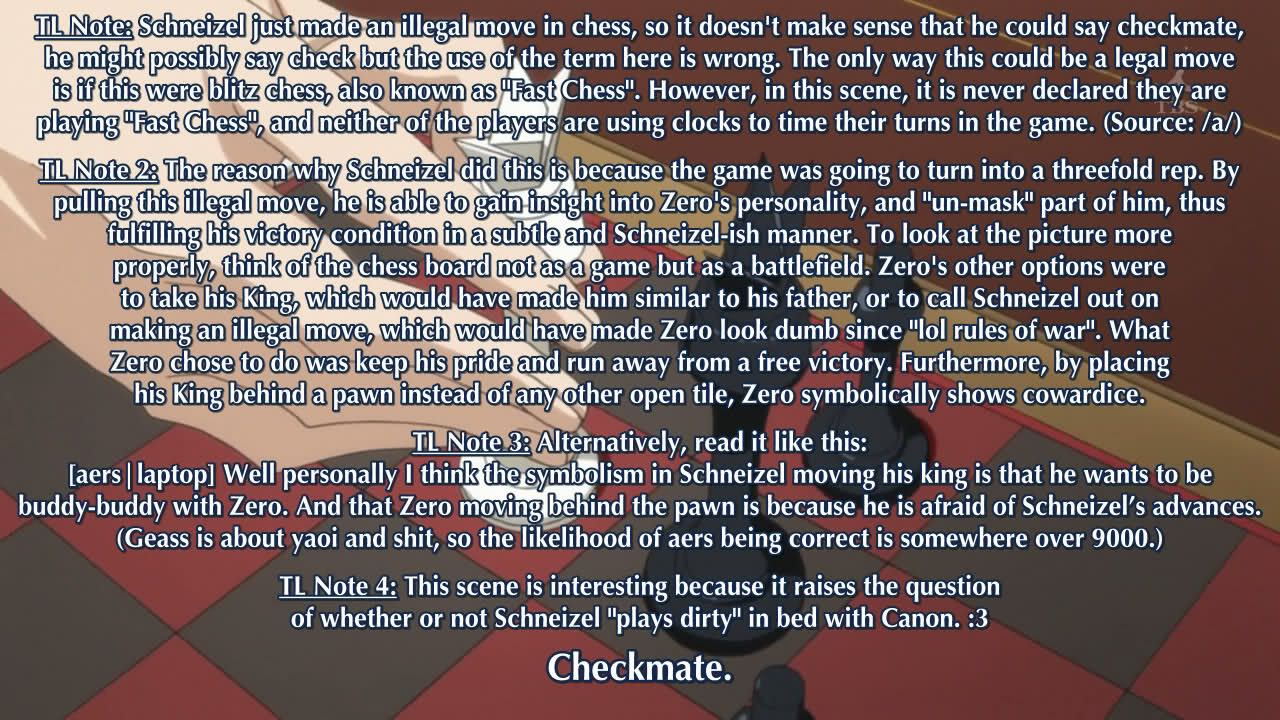 TL Note: Schneizel just made an illegal move in chess, so it doesn't make sense that he could say checkmate,
he might possibly say check but the use of the term here is wrong. The only way this could be a legal move
is if this were blitz chess, also known as "Fast Chess". However, in this scene, it is never declared they are
playing "Fast Chess", and neither of the players are using clocks to time their turns in the game. (Source: /a/)
TL Note 2: The reason why Schneizel did this is because the game was going to turn into a threefold rep. By
pulling this illegal move, he is able to gain insight into Zero's personality, and "un-mask" part of him, thus
fulfilling his victory condition in a subtle and Schneizel-ish manner. To look at the picture more
properly, think of the chess board not as a game but as a battlefield. Zero's other options were
to take his King, which would have made him similar to his father, or to call Schneizel out on
making an illegal move, which would have made Zero look dumb since "lol rules of war". What
Zero chose to do was keep his pride and run away from a free victory. Furthermore, by placing
his King behind a pawn instead of any other open tile, Zero symbolically shows cowardice.
TL Note 3: Alternatively, read it like this:
[aers|laptop] Well personally I think the symbolism in Schneizel moving his king is that he wants to be
buddy-buddy with Zero. And that Zero moving behind the pawn is because he is afraid of Schneizel’s advances.
(Geass is about yaoi and shit, so the likelihood of aers being correct is somewhere over 9000.)
TL Note 4: This scene is interesting because it raises the question
of whether or not Schneizel "plays dirty" in bed with Canon. :3
Checkmate.